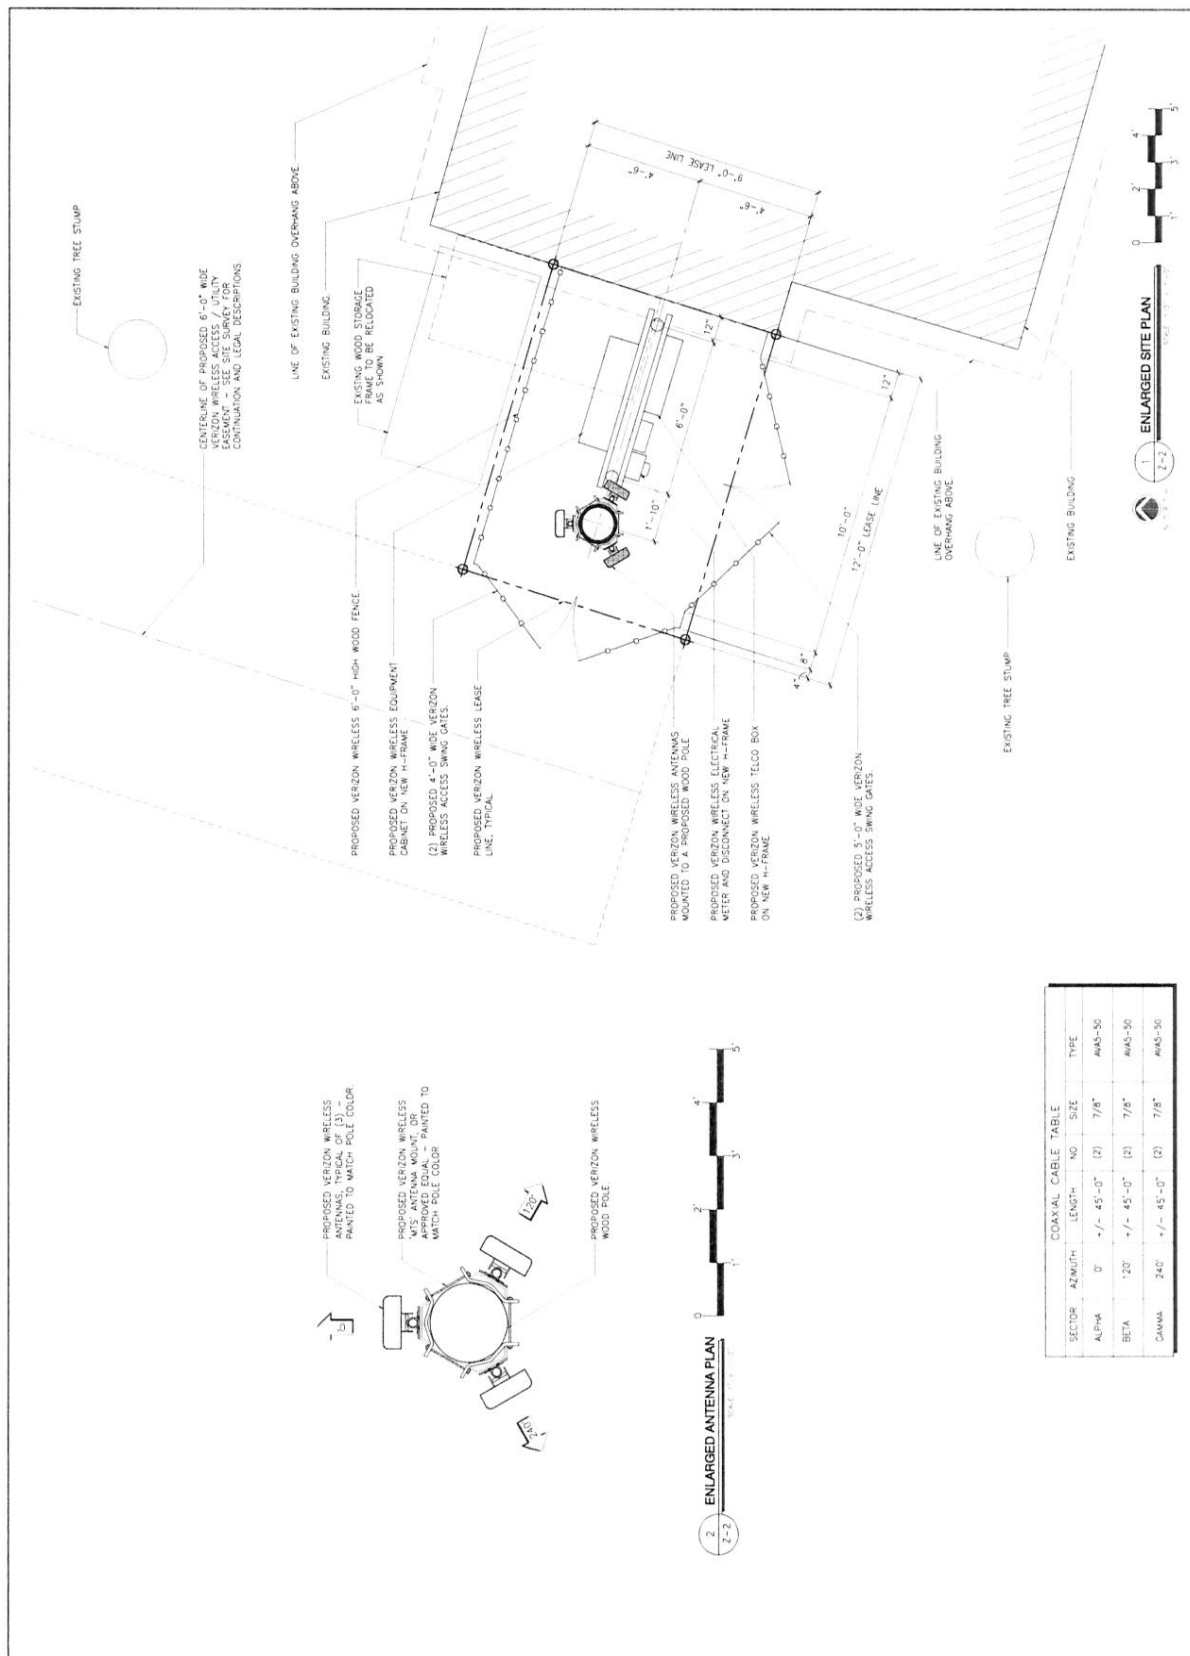 EXISTING TREE STUMP
CENTERLINE OF PROPOSED 6'-0" WIDE
VERIZON WIRELESS ACCESS / UTILITY
EASEMENT - SEE SITE SURVEY FOR
CONTINUATION AND LEGAL DESCRIPTIONS.
LINE OF EXISTING BUILDING OVERHANG ABOVE.
EXISTING BUILDING.
EXISTING WOOD STORAGE
FRAME TO BE RELOCATED
AS SHOWN
PROPOSED VERIZON WIRELESS 6'-0" HIGH WOOD FENCE.
PROPOSED VERIZON WIRELESS EQUIPMENT
CABINET ON NEW H-FRAME
(2) PROPOSED 4'-0" WIDE VERIZON
WIRELESS ACCESS SWING GATES.
PROPOSED VERIZON WIRELESS LEASE
LINE, TYPICAL
9'-0" LEASE LINE
4'-6"
4'-6"
12"
6'-0"
1'-10"
12"
10'-0"
12'-0" LEASE LINE
8"
4"
PROPOSED VERIZON WIRELESS ANTENNAS
MOUNTED TO A PROPOSED WOOD POLE
PROPOSED VERIZON WIRELESS ELECTRICAL
METER AND DISCONNECT ON NEW H-FRAME
PROPOSED VERIZON WIRELESS TELCO BOX
ON NEW H-FRAME
(2) PROPOSED 5'-0" WIDE VERIZON
WIRELESS ACCESS SWING GATES.
LINE OF EXISTING BUILDING
OVERHANG ABOVE.
EXISTING TREE STUMP
EXISTING BUILDING
1
Z-2
ENLARGED SITE PLAN
0 1' 2' 3' 4' 5'
PROPOSED VERIZON WIRELESS
ANTENNAS, TYPICAL OF (3) -
PAINTED TO MATCH POLE COLOR.
PROPOSED VERIZON WIRELESS
'MTS' ANTENNA MOUNT, OR
APPROVED EQUAL - PAINTED TO
MATCH POLE COLOR
PROPOSED VERIZON WIRELESS
WOOD POLE.
120°
240°
2
Z-2
ENLARGED ANTENNA PLAN
0 1' 2' 3' 4' 5'
COAXIAL CABLE TABLE
SECTOR AZIMUTH LENGTH NO SIZE TYPE
ALPHA 0° +/- 45'-0" (2) 7/8" AVA5-50
BETA 120° +/- 45'-0" (2) 7/8" AVA5-50
GAMMA 240° +/- 45'-0" (2) 7/8" AVA5-50